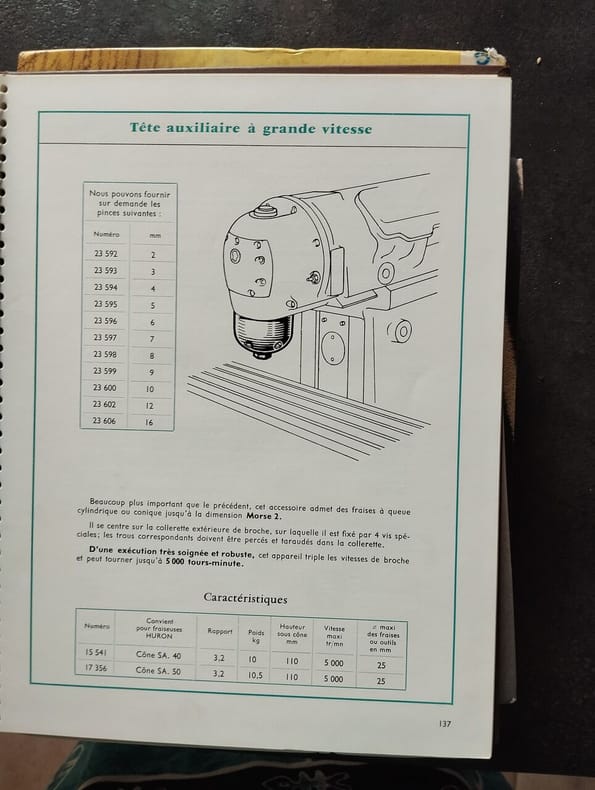 Tête auxiliaire à grande vitesse
Nous pouvons fournir
sur demande les
pinces suivantes :
Numéro mm
23 592 2
23 593 3
23 594 4
23 595 5
23 596 6
23 597 7
23 598 8
23 599 9
23 600 10
23 602 12
23 606 16
Beaucoup plus important que le précédent, cet accessoire admet des fraises à queue
cylindrique ou conique jusqu'à la dimension Morse 2.
Il se centre sur la collerette extérieure de broche, sur laquelle il est fixé par 4 vis spé-
ciales; les trous correspondants doivent être percés et taraudés dans la collerette.
D'une exécution très soignée et robuste, cet appareil triple les vitesses de broche
et peut tourner jusqu'à 5 000 tours-minute.
Caractéristiques
Numéro Convient pour fraiseuses HURON Rapport Poids kg Hauteur sous cône mm Vitesse maxi tr/mn ⌀ maxi des fraises ou outils en mm
15 541 Cône SA. 40 3,2 10 110 5 000 25
17 356 Cône SA. 50 3,2 10,5 110 5 000 25
137